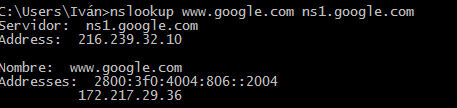 C:\Users\Iván>nslookup www.google.com ns1.google.com
Servidor:  ns1.google.com
Address:  216.239.32.10

Nombre:  www.google.com
Addresses:  2800:3f0:4004:806::2004
          172.217.29.36